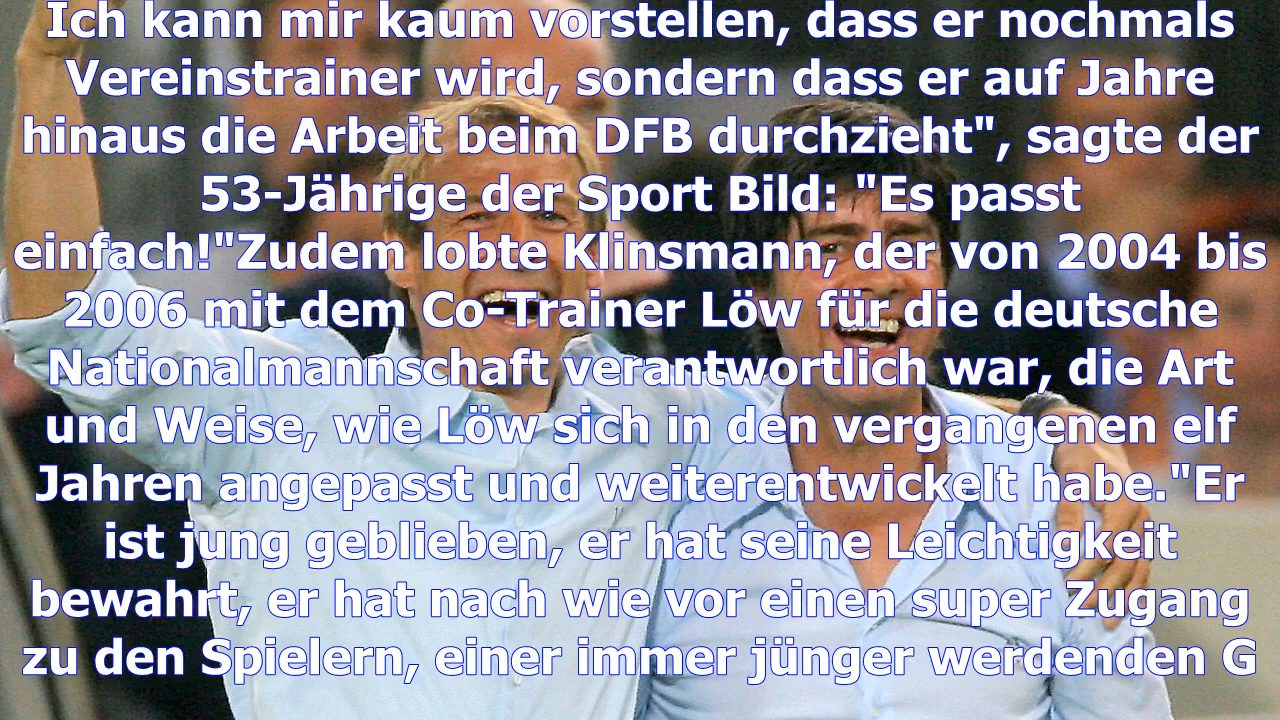 Ich kann mir kaum vorstellen, dass er nochmals
Vereinstrainer wird, sondern dass er auf Jahre
hinaus die Arbeit beim DFB durchzieht", sagte der
53-Jährige der Sport Bild: "Es passt
einfach!"Zudem lobte Klinsmann, der von 2004 bis
2006 mit dem Co-Trainer Löw für die deutsche
Nationalmannschaft verantwortlich war, die Art
und Weise, wie Löw sich in den vergangenen elf
Jahren angepasst und weiterentwickelt habe."Er
ist jung geblieben, er hat seine Leichtigkeit
bewahrt, er hat nach wie vor einen super Zugang
zu den Spielern, einer immer jünger werdenden G